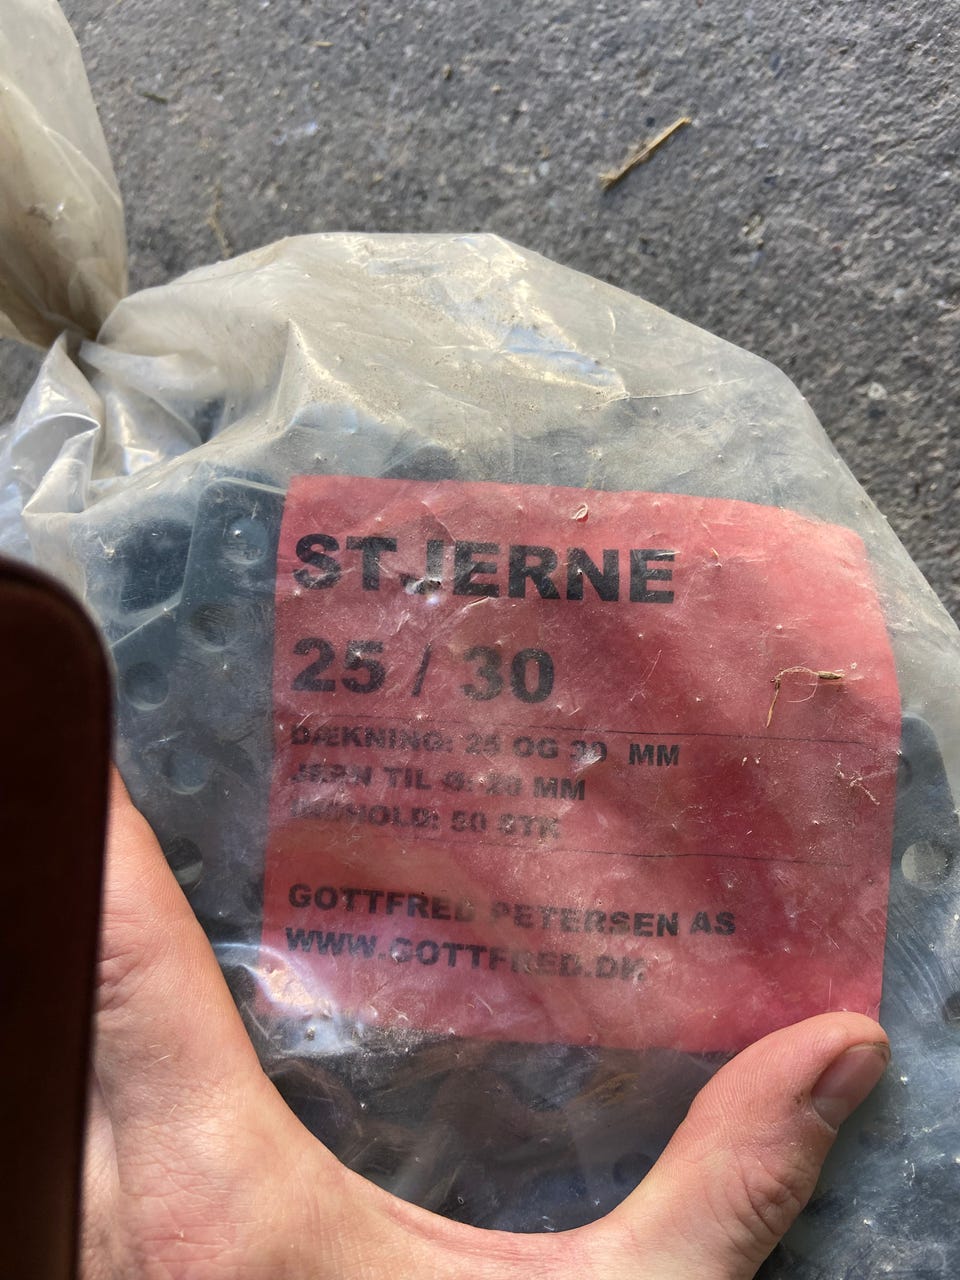 STJERNE
25 / 30
DÆKNING: 25 OG 30 MM
JERN TIL Ø: 20 MM
INDHOLD: 50 STK
GOTTFRED PETERSEN AS
WWW.GOTTFRED.DK